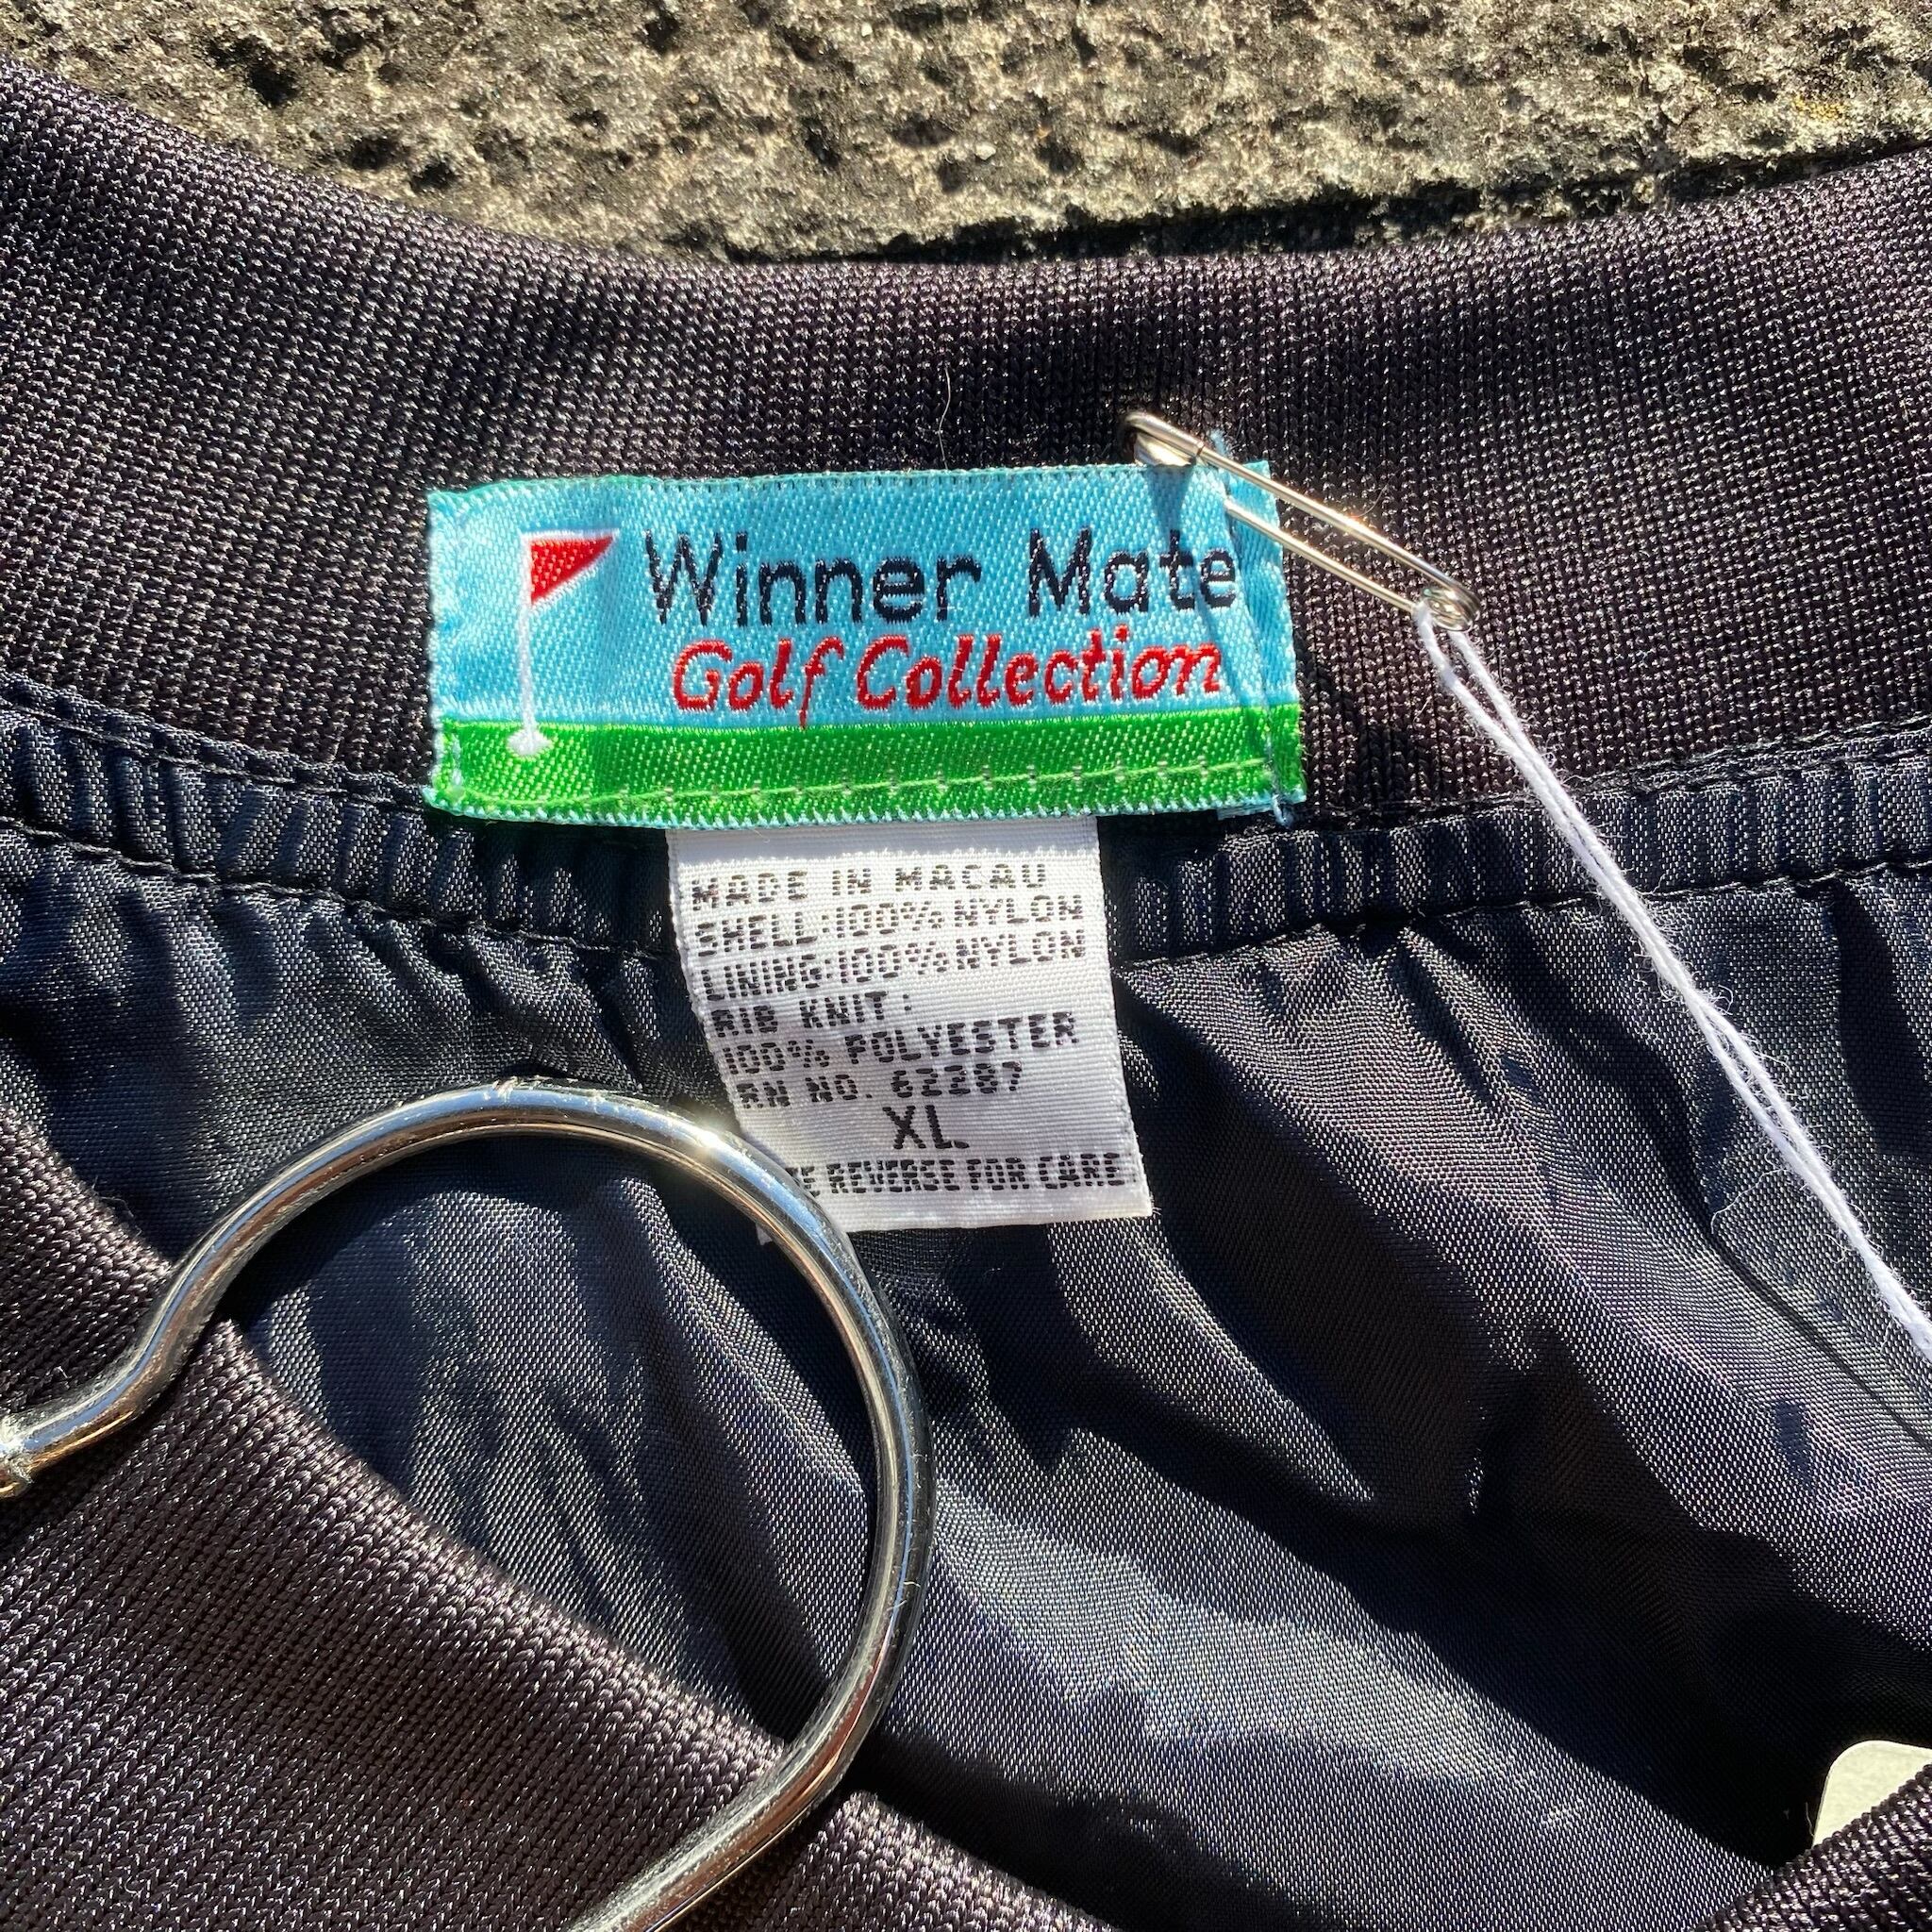 Winner Mate
Golf Collection
MADE IN MACAU
SHELL:100% NYLON
LINING:100% NYLON
RIB KNIT:
100% POLYESTER
RN NO. 62287
XL
REVERSE FOR CARE